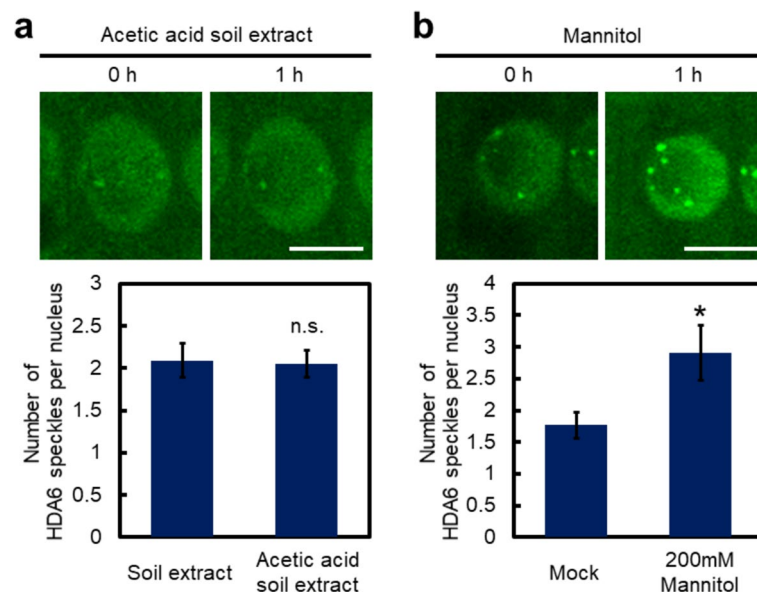 a
Acetic acid soil extract
0 h
1 h
3
2.5
2
1.5
1
0.5
0
Number of
HDA6 speckles per nucleus
n.s.
Soil extract
Acetic acid
soil extract
b
Mannitol
0 h
1 h
4
3.5
3
2.5
2
1.5
1
0.5
0
Number of
HDA6 speckles per nucleus
*
Mock
200mM
Mannitol